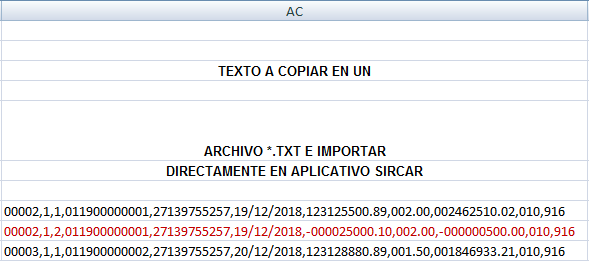 AC
TEXTO A COPIAR EN UN
ARCHIVO *.TXT E IMPORTAR
DIRECTAMENTE EN APLICATIVO SIRCAR
00002,1,1,011900000001,27139755257,19/12/2018,123125500.89,002.00,002462510.02,010,916
00002,1,2,011900000001,27139755257,19/12/2018,-000025000.10,002.00,-000000500.00,010,916
00003,1,1,011900000002,27139755257,20/12/2018,123128880.89,001.50,001846933.21,010,916